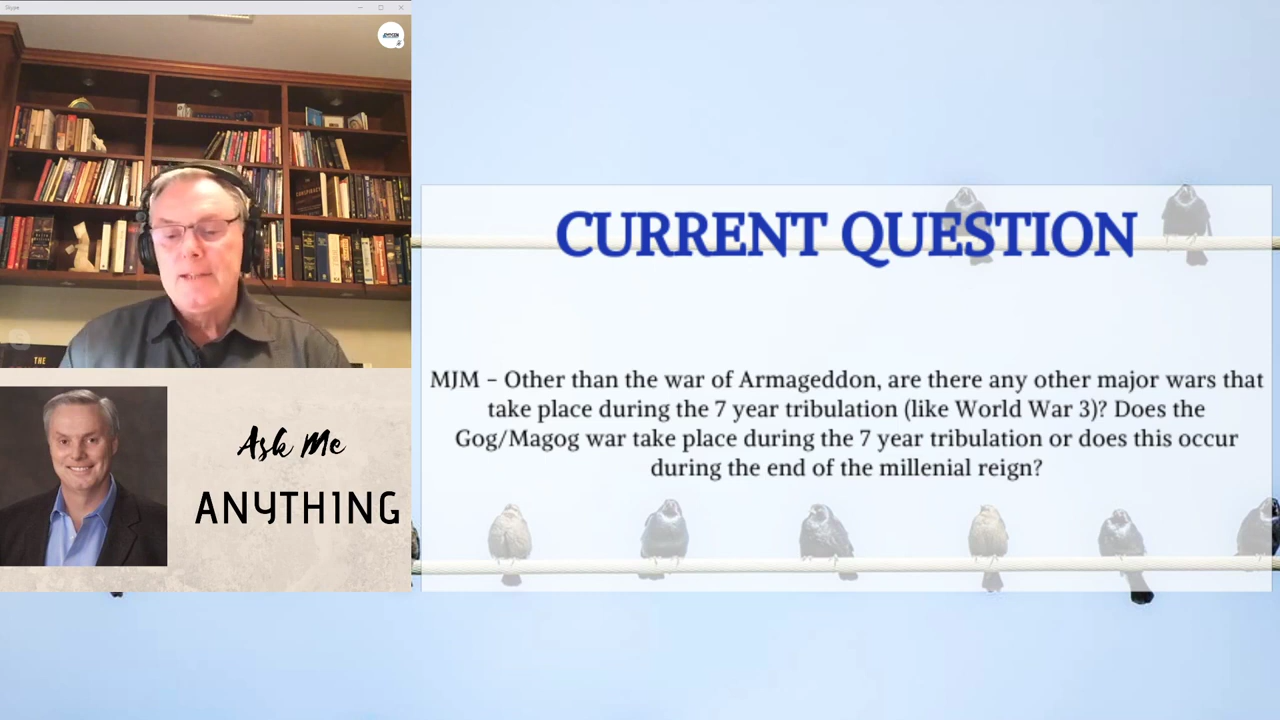 Skype
THE
Ask Me
ANYTHING
CURRENT QUESTION
MJM – Other than the war of Armageddon, are there any other major wars that
take place during the 7 year tribulation (like World War 3)? Does the
Gog/Magog war take place during the 7 year tribulation or does this occur
during the end of the millenial reign?